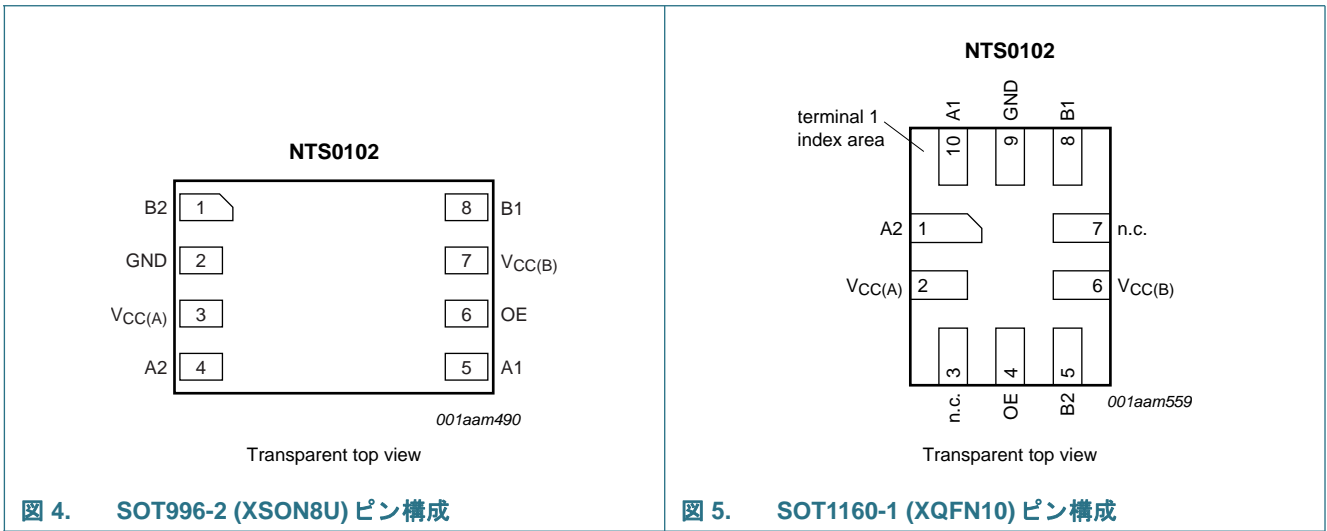 NTS0102
B2 1 8 B1
GND 2 7 VCC(B)
VCC(A) 3 6 OE
A2 4 5 A1
001aam490
Transparent top view
図 4. SOT996-2 (XSON8U) ピン構成
NTS0102
terminal 1
index area
A1 GND B1
10 9 8
A2 1 7 n.c.
VCC(A) 2 6 VCC(B)
3 4 5
n.c. OE B2
001aam559
Transparent top view
図 5. SOT1160-1 (XQFN10) ピン構成